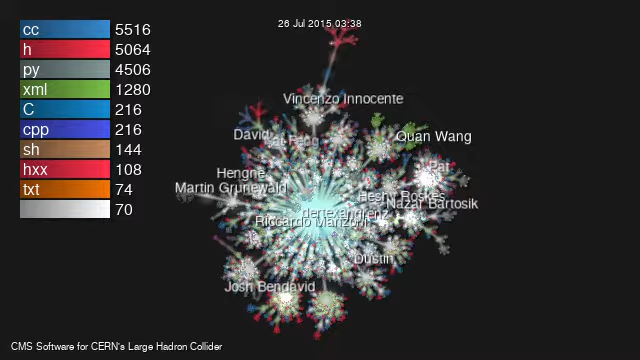 26 Jul 2015 03:38
cc 5516
h 5064
py 4506
xml 1280
C 216
cpp 216
sh 144
hxx 108
txt 74
70
Vincenzo Innocente
David
Quan Wang
Hengne
Martin Grunewald
Nazar Bartosik
Riccardo Manzoni
Dustin
Josh Bendavid
CMS Software for CERN's Large Hadron Collider